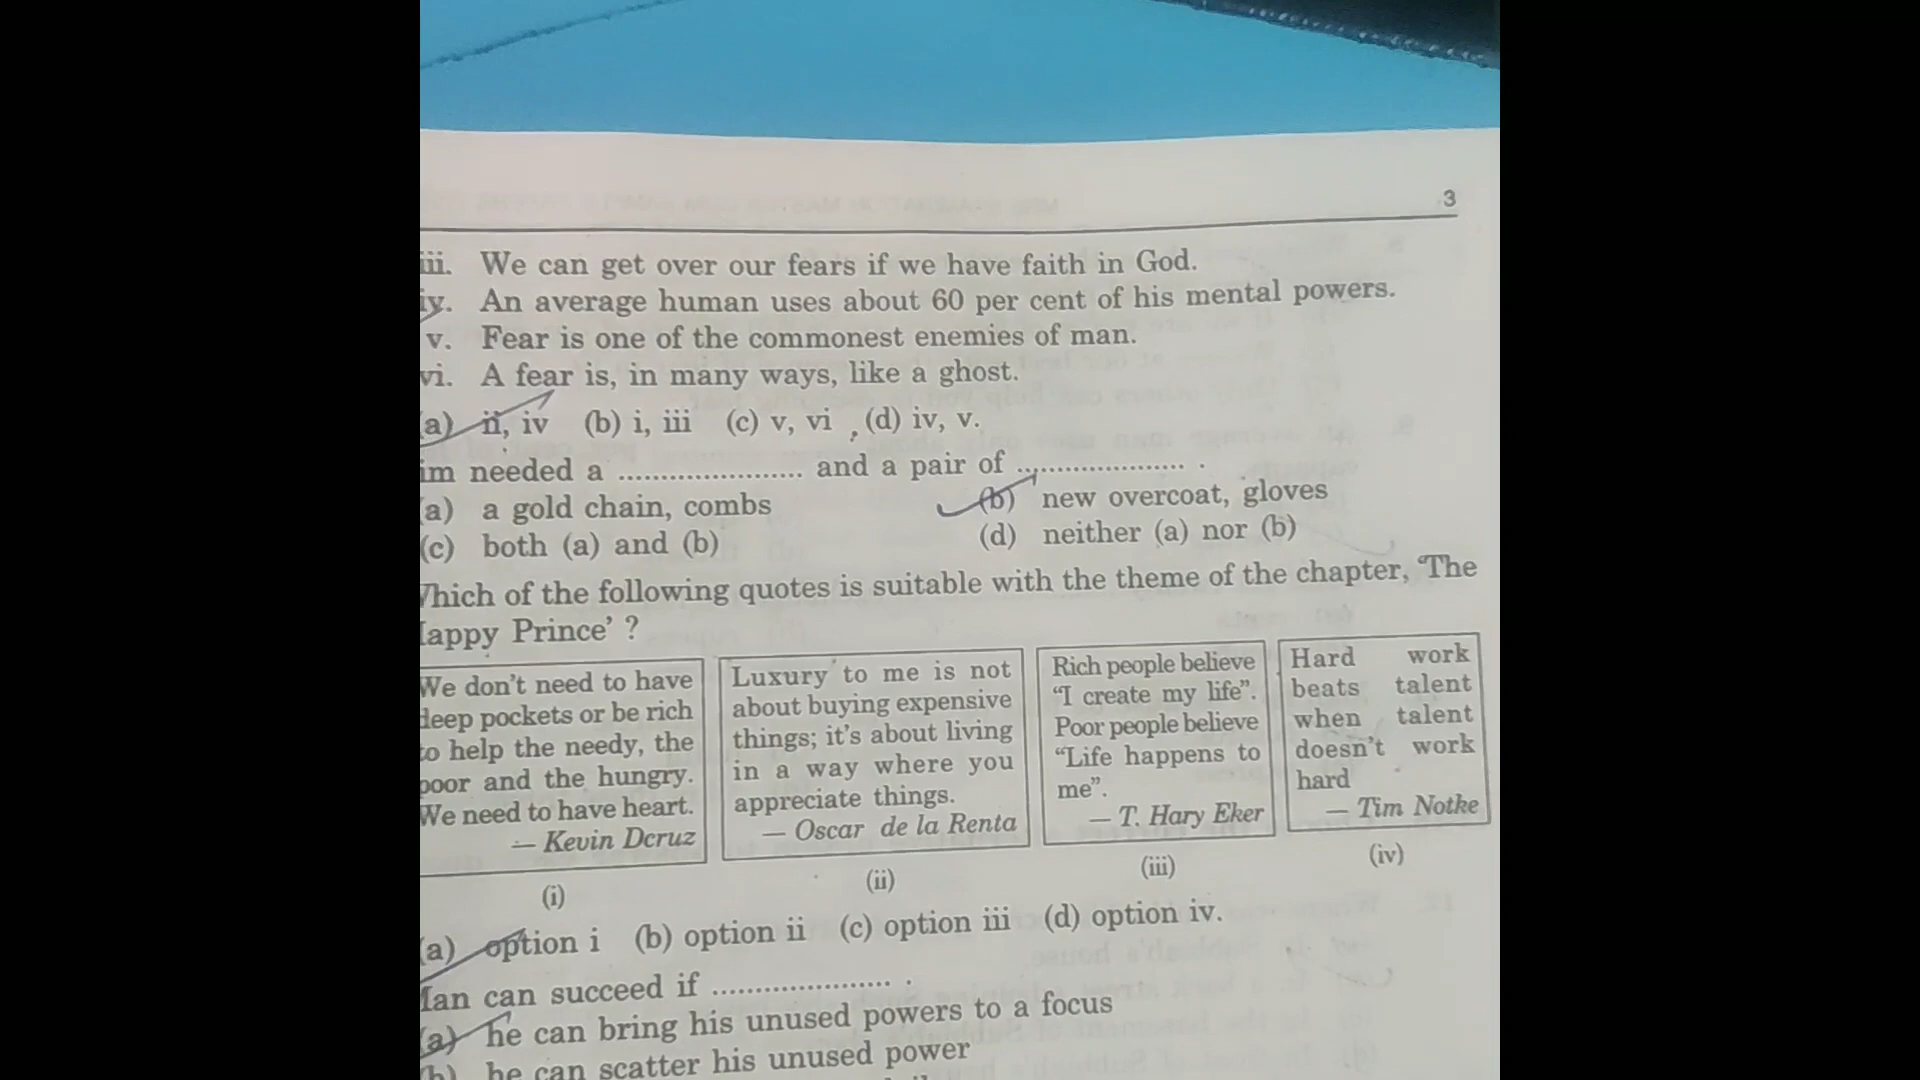 3
iii. We can get over our fears if we have faith in God.
iv. An average human uses about 60 per cent of his mental powers.
v. Fear is one of the commonest enemies of man.
vi. A fear is, in many ways, like a ghost.
(a) ii, iv (b) i, iii (c) v, vi (d) iv, v.
im needed a ..................... and a pair of .................... .
(a) a gold chain, combs (b) new overcoat, gloves
(c) both (a) and (b) (d) neither (a) nor (b)
Which of the following quotes is suitable with the theme of the chapter, 'The
Happy Prince' ?
We don't need to have
deep pockets or be rich
to help the needy, the
poor and the hungry.
We need to have heart.
— Kevin Dcruz
(i)
Luxury to me is not
about buying expensive
things; it's about living
in a way where you
appreciate things.
— Oscar de la Renta
(ii)
Rich people believe
“I create my life”.
Poor people believe
“Life happens to
me”.
— T. Hary Eker
(iii)
Hard work
beats talent
when talent
doesn't work
hard
— Tim Notke
(iv)
(a) option i (b) option ii (c) option iii (d) option iv.
Man can succeed if ..................... .
(a) he can bring his unused powers to a focus
(b) he can scatter his unused power